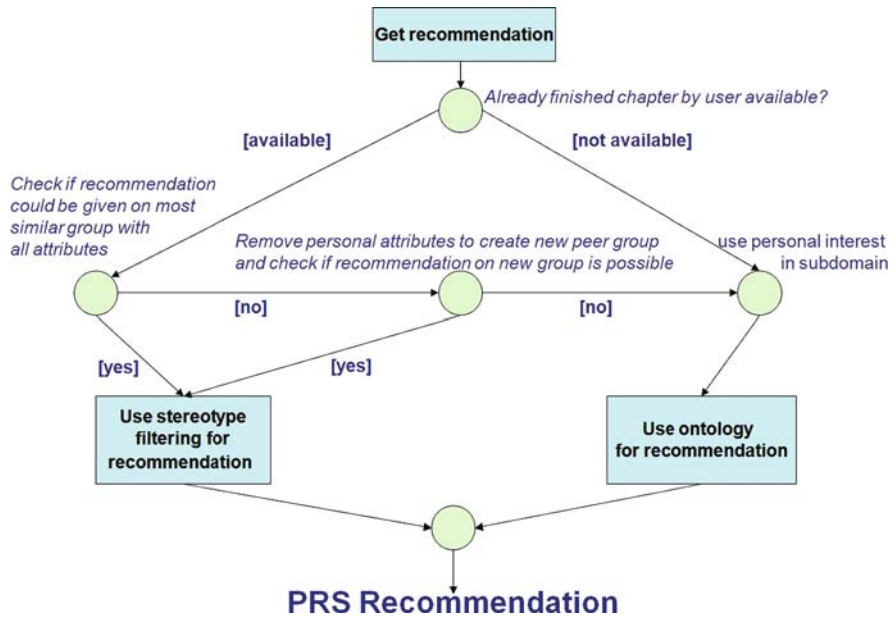 Get recommendation
Already finished chapter by user available?
[available]
[not available]
Check if recommendation
could be given on most
similar group with
all attributes
Remove personal attributes to create new peer group
and check if recommendation on new group is possible
use personal interest
in subdomain
[no]
[no]
[yes]
[yes]
Use stereotype
filtering for
recommendation
Use ontology
for recommendation
PRS Recommendation